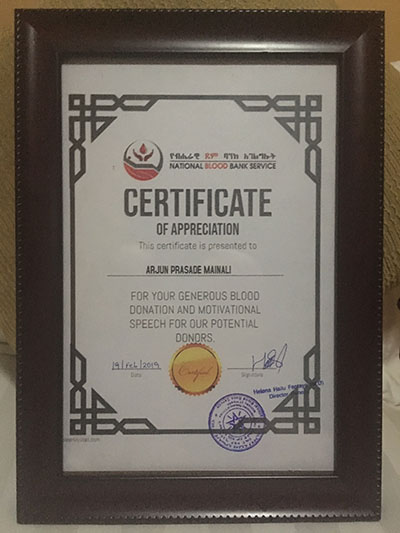 የብሔራዊ ደም ባንክ አገልግሎት
NATIONAL BLOOD BANK SERVICE
CERTIFICATE
OF APPRECIATION
This certificate is presented to
ARJUN PRASADE MAINALI
FOR YOUR GENEROUS BLOOD
DONATION AND MOTIVATIONAL
SPEECH FOR OUR POTENTIAL
DONORS.
19/Feb/2019
Date
Certified
Signature
Helena Hailu
Director